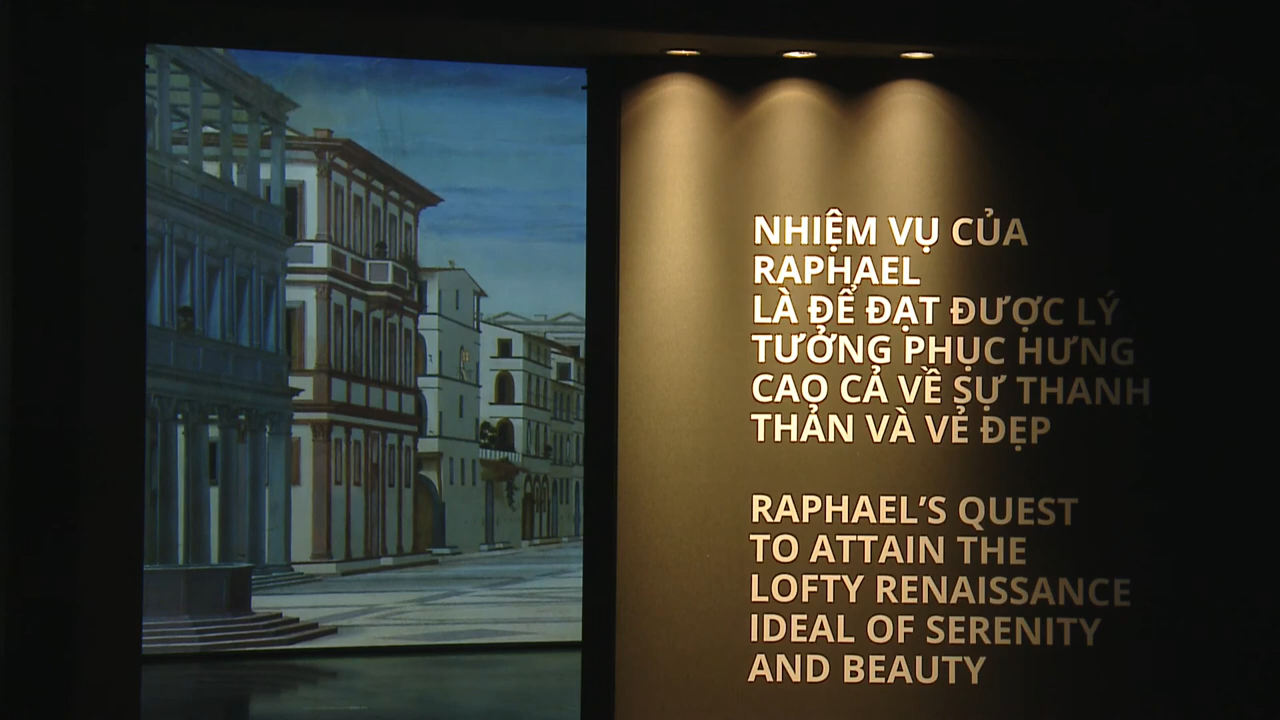 NHIỆM VỤ CỦA
RAPHAEL
LÀ ĐỂ ĐẠT ĐƯỢC LÝ
TƯỞNG PHỤC HƯNG
CAO CẢ VỀ SỰ THANH
THẢN VÀ VẺ ĐẸP
RAPHAEL’S QUEST
TO ATTAIN THE
LOFTY RENAISSANCE
IDEAL OF SERENITY
AND BEAUTY